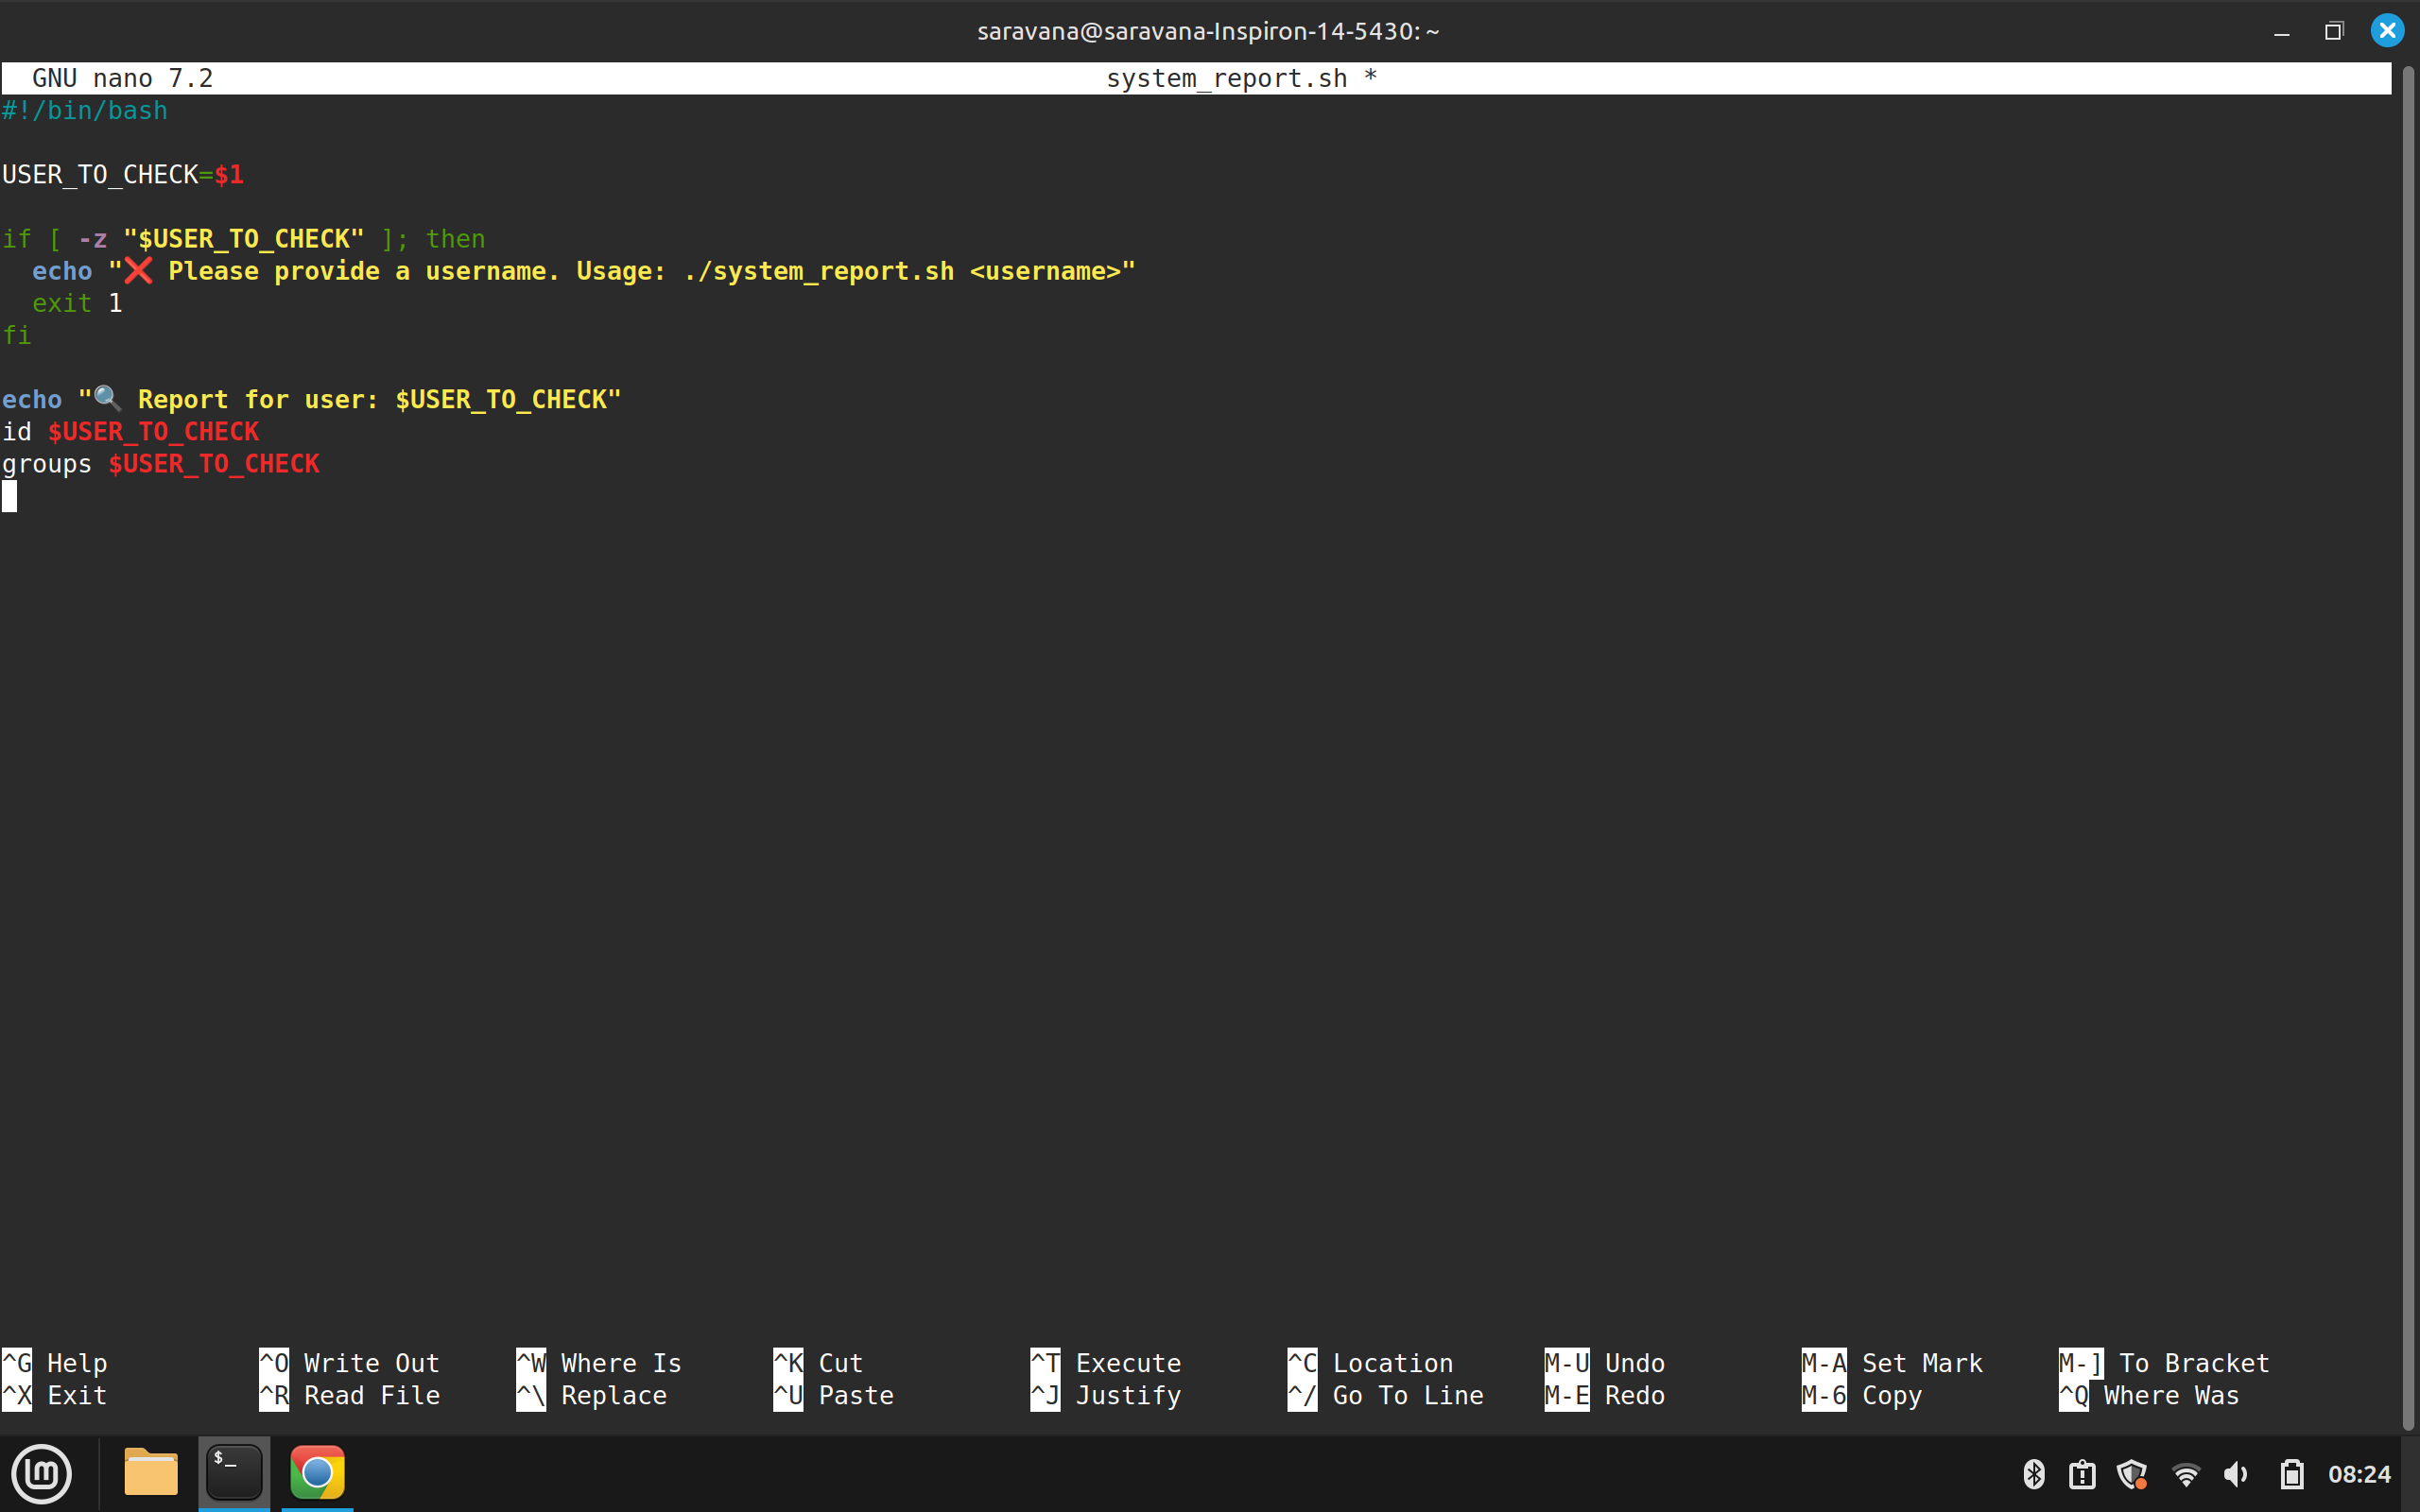 saravana@saravana-Inspiron-14-5430: ~
GNU nano 7.2 system_report.sh *
#!/bin/bash
USER_TO_CHECK=$1
if [ -z "$USER_TO_CHECK" ]; then
  echo "❌ Please provide a username. Usage: ./system_report.sh <username>"
  exit 1
fi
echo "🔍 Report for user: $USER_TO_CHECK"
id $USER_TO_CHECK
groups $USER_TO_CHECK
^G Help ^O Write Out ^W Where Is ^K Cut ^T Execute ^C Location M-U Undo M-A Set Mark M-] To Bracket
^X Exit ^R Read File ^\ Replace ^U Paste ^J Justify ^/ Go To Line M-E Redo M-6 Copy ^Q Where Was
$_
08:24